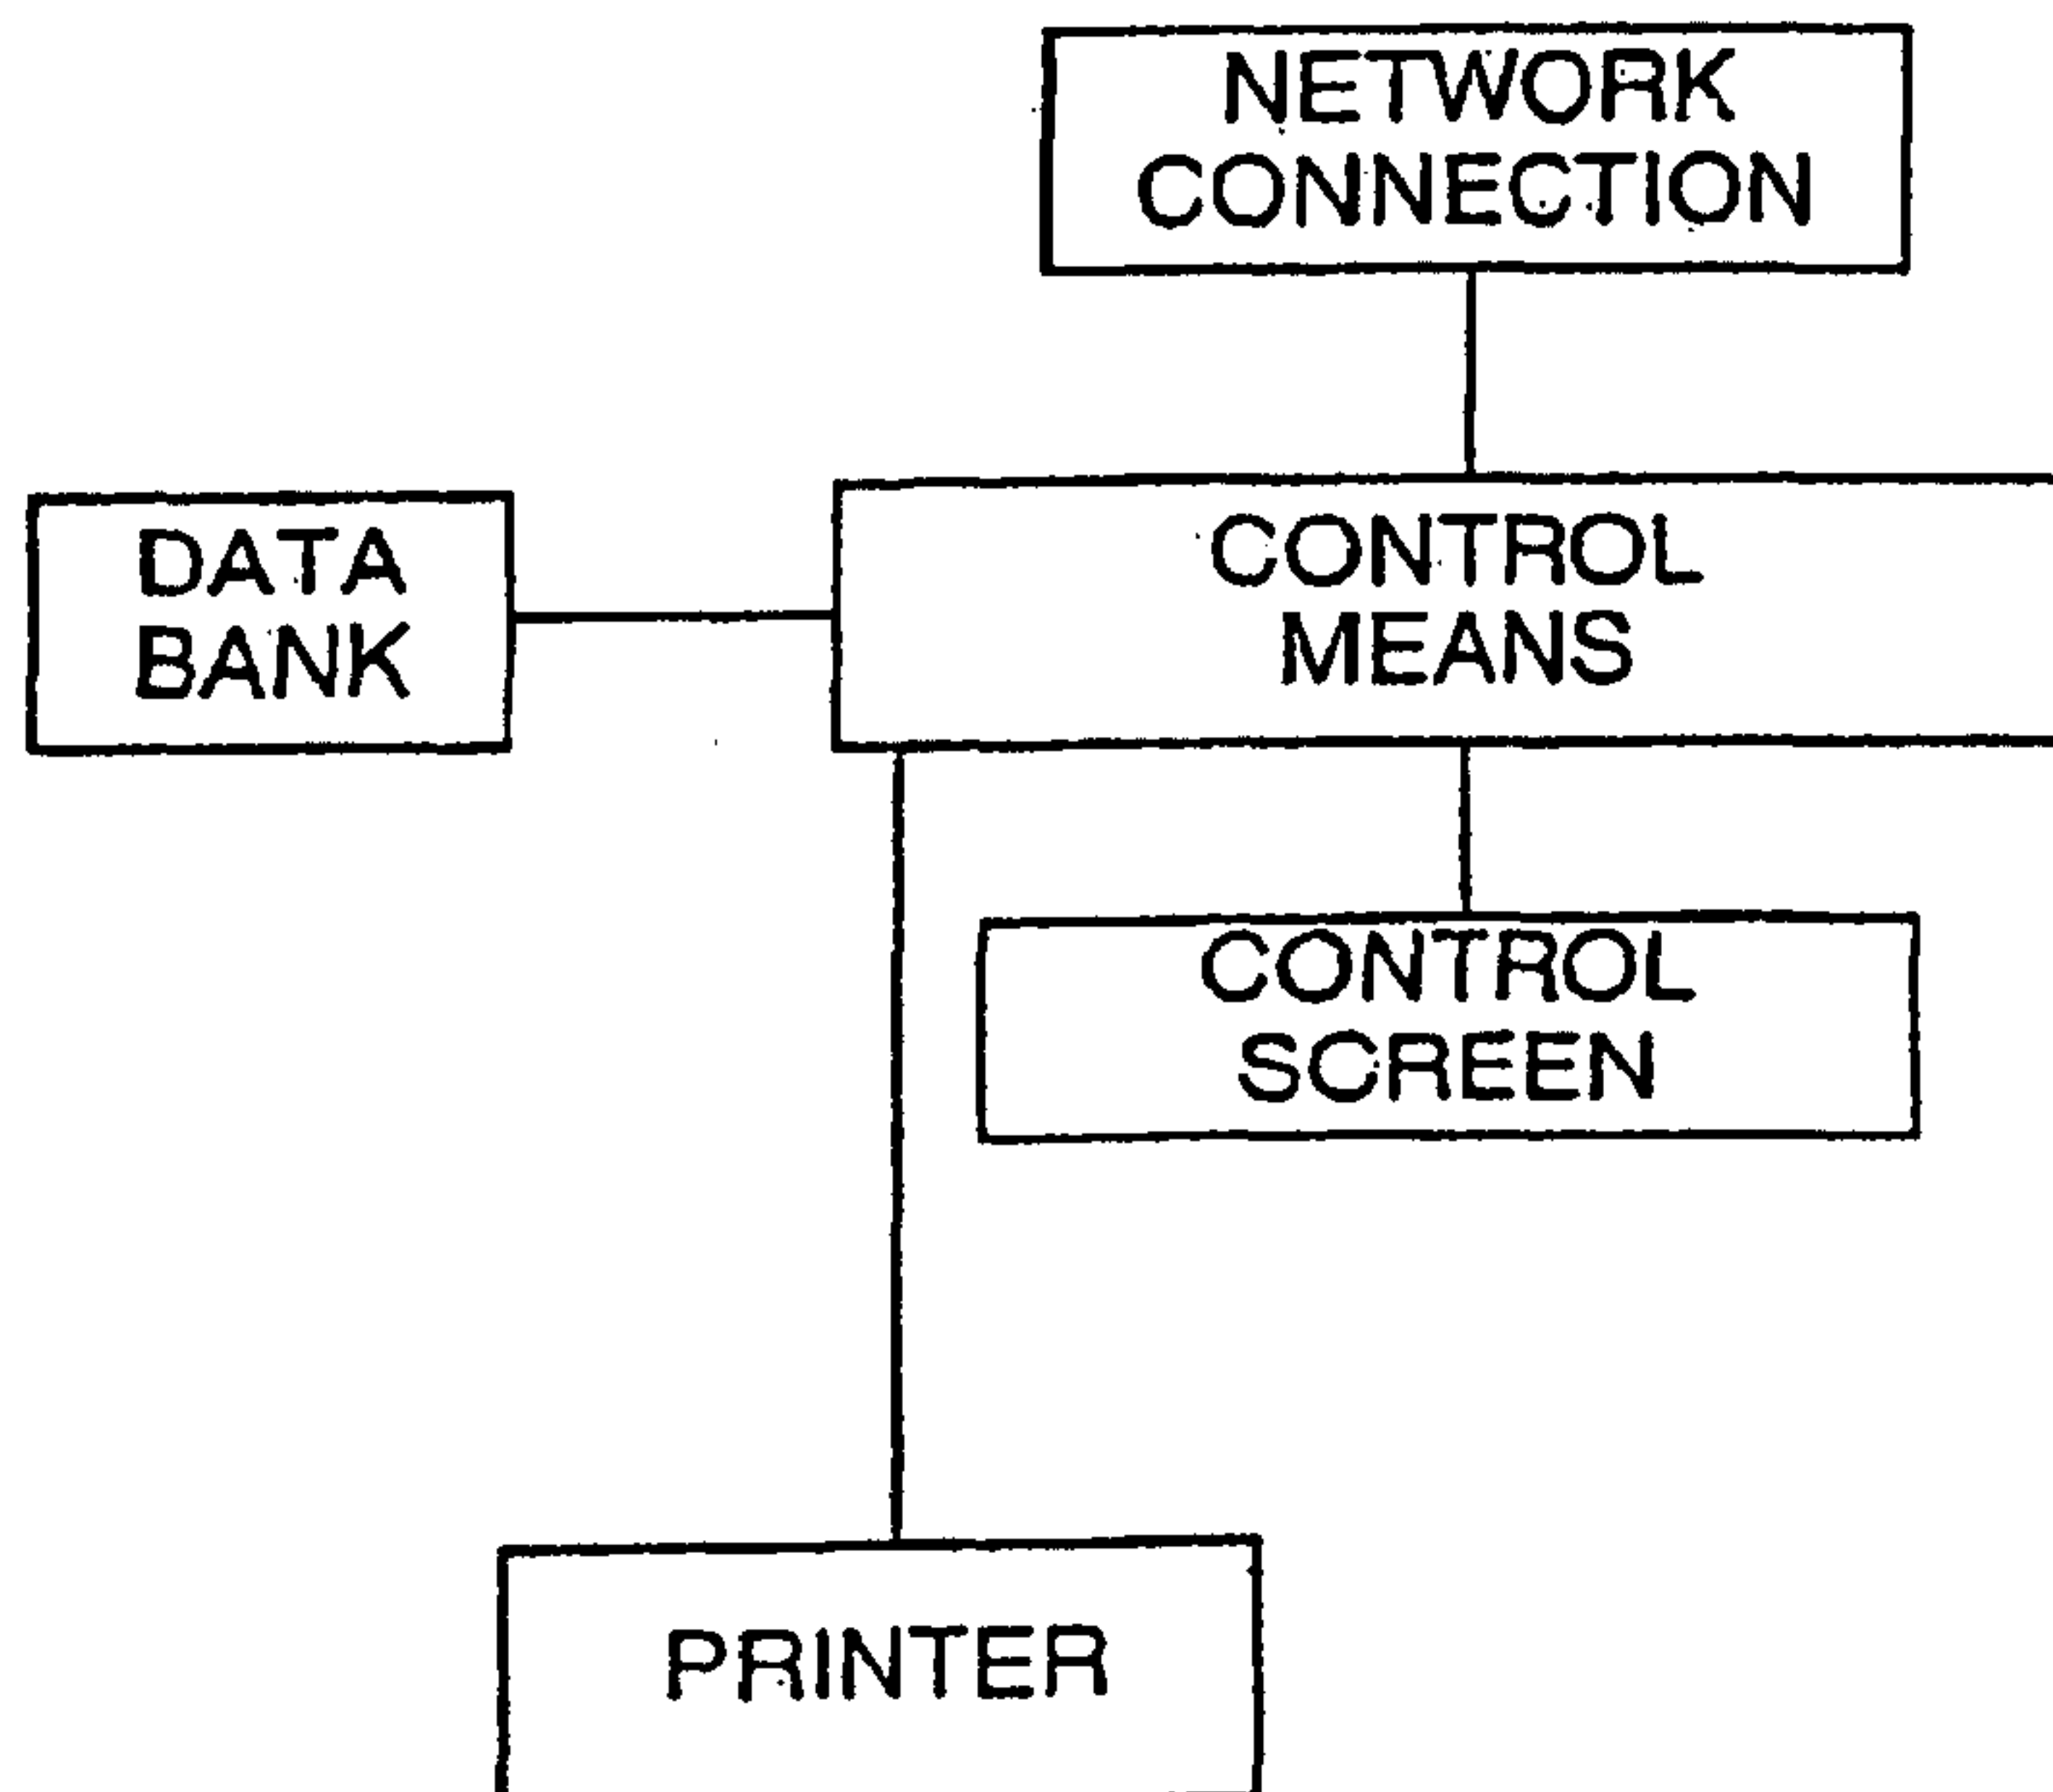 NETWORK
CONNECTION
DATA
BANK
CONTROL
MEANS
CONTROL
SCREEN
PRINTER